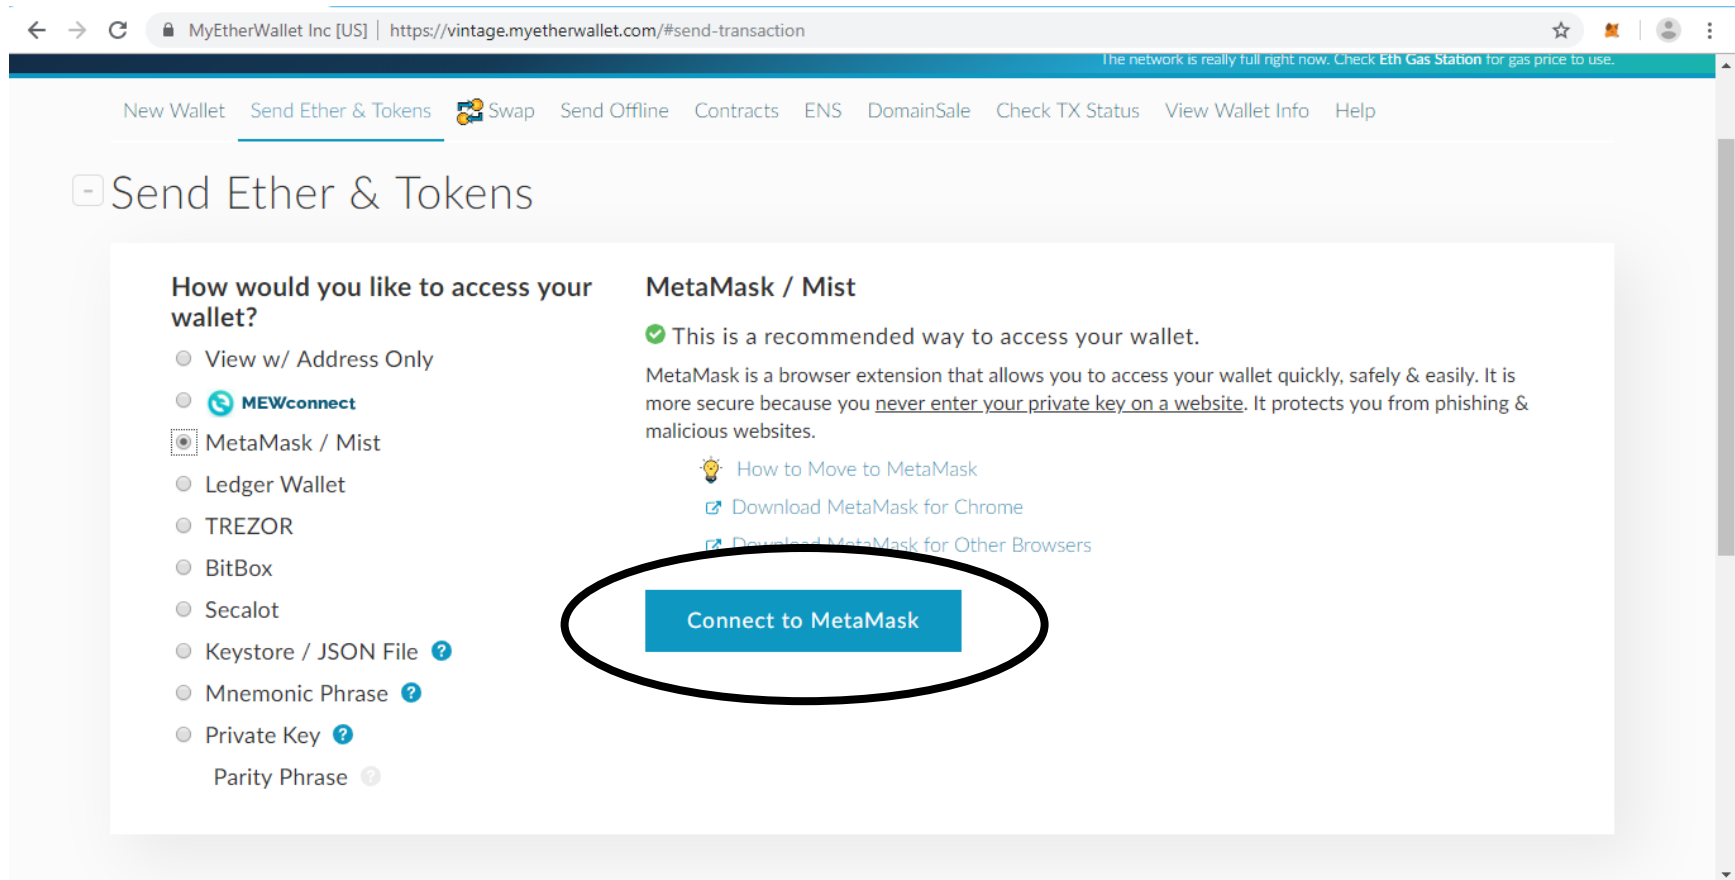 MyEtherWallet Inc [US] | https://vintage.myetherwallet.com/#send-transaction
The network is really full right now. Check Eth Gas Station for gas price to use.
New Wallet Send Ether & Tokens Swap Send Offline Contracts ENS DomainSale Check TX Status View Wallet Info Help
- Send Ether & Tokens
How would you like to access your
wallet?
View w/ Address Only
MEWconnect
MetaMask / Mist
Ledger Wallet
TREZOR
BitBox
Secalot
Keystore / JSON File ?
Mnemonic Phrase ?
Private Key ?
Parity Phrase ?
MetaMask / Mist
This is a recommended way to access your wallet.
MetaMask is a browser extension that allows you to access your wallet quickly, safely & easily. It is
more secure because you never enter your private key on a website. It protects you from phishing &
malicious websites.
How to Move to MetaMask
Download MetaMask for Chrome
Download MetaMask for Other Browsers
Connect to MetaMask